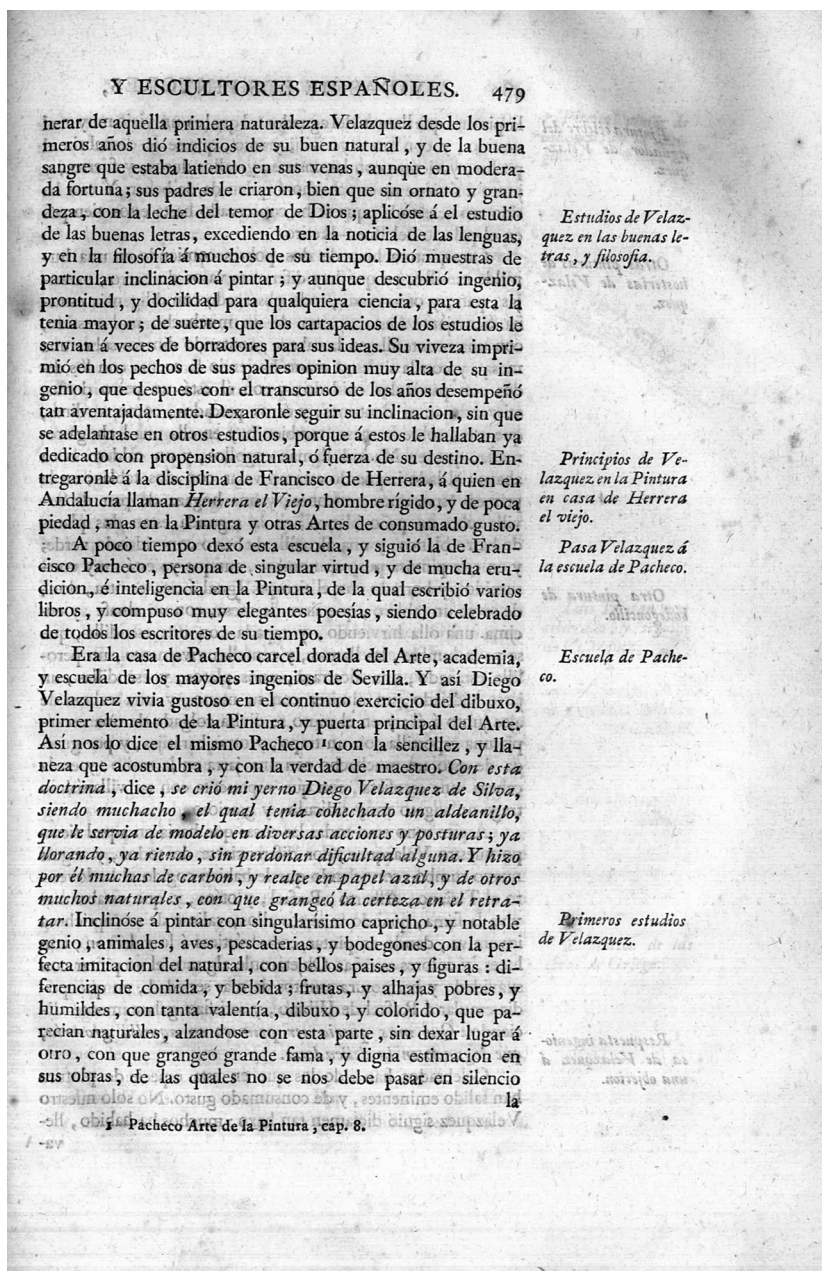 Y ESCULTORES ESPAÑOLES. 479
nerar de aquella primera naturaleza. Velazquez desde los pri-
meros años dió indicios de su buen natural, y de la buena
sangre que estaba latiendo en sus venas, aunque en modera-
da fortuna; sus padres le criaron, bien que sin ornato y gran-
deza, con la leche del temor de Dios; aplicóse á el estudio
de las buenas letras, excediendo en la noticia de las lenguas,
y en la filosofía á muchos de su tiempo. Dió muestras de
particular inclinacion á pintar; y aunque descubrió ingenio,
prontitud, y docilidad para qualquiera ciencia, para esta la
tenia mayor; de suerte, que los cartapacios de los estudios le
servian á veces de borradores para sus ideas. Su viveza impri-
mió en los pechos de sus padres opinion muy alta de su in-
genio, que despues con el transcurso de los años desempeñó
tan aventajadamente. Dexaronle seguir su inclinacion, sin que
se adelantase en otros estudios, porque á estos le hallaban ya
dedicado con propension natural, ó fuerza de su destino. En-
tregaronle á la disciplina de Francisco de Herrera, á quien en
Andalucía llaman Herrera el Viejo, hombre rígido, y de poca
piedad, mas en la Pintura y otras Artes de consumado gusto.
A poco tiempo dexó esta escuela, y siguió la de Fran-
cisco Pacheco, persona de singular virtud, y de mucha eru-
dicion, é inteligencia en la Pintura, de la qual escribió varios
libros, y compuso muy elegantes poesías, siendo celebrado
de todos los escritores de su tiempo.
Era la casa de Pacheco carcel dorada del Arte, academia,
y escuela de los mayores ingenios de Sevilla. Y así Diego
Velazquez vivia gustoso en el continuo exercicio del dibuxo,
primer elemento de la Pintura, y puerta principal del Arte.
Así nos lo dice el mismo Pacheco 1 con la sencillez, y lla-
neza que acostumbra, y con la verdad de maestro. Con esta
doctrina, dice, se crió mi yerno Diego Velazquez de Silva,
siendo muchacho, el qual tenia cohechado un aldeanillo,
que le servia de modelo en diversas acciones y posturas; ya
llorando, ya riendo, sin perdonar dificultad alguna. Y hizo
por él muchas de carbon, y realce en papel azul, y de otros
muchos naturales, con que grangeó la certeza en el retra-
tar. Inclinóse á pintar con singularisimo capricho, y notable
genio, animales, aves, pescaderias, y bodegones con la per-
fecta imitacion del natural, con bellos paises, y figuras: di-
ferencias de comida, y bebida; frutas, y alhajas pobres, y
humildes, con tanta valentía, dibuxo, y colorido, que pa-
recian naturales, alzandose con esta parte, sin dexar lugar á
otro, con que grangeó grande fama, y digna estimacion en
sus obras, de las quales no se nos debe pasar en silencio
la
1 Pacheco Arte de la Pintura, cap. 8.
Estudios de Velaz-
quez en las buenas le-
tras, y filosofia.
Principios de Ve-
lazquez en la Pintura
en casa de Herrera
el viejo.
Pasa Velazquez á
la escuela de Pacheco.
Escuela de Pache-
co.
Primeros estudios
de Velazquez.